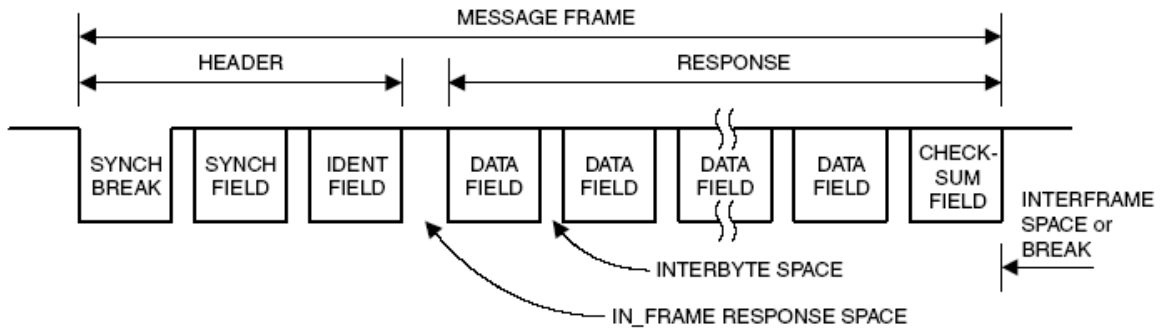 MESSAGE FRAME
HEADER
RESPONSE
SYNCH
BREAK
SYNCH
FIELD
IDENT
FIELD
DATA
FIELD
DATA
FIELD
DATA
FIELD
DATA
FIELD
CHECK-
SUM
FIELD
INTERFRAME
SPACE or
BREAK
INTERBYTE SPACE
IN_FRAME RESPONSE SPACE